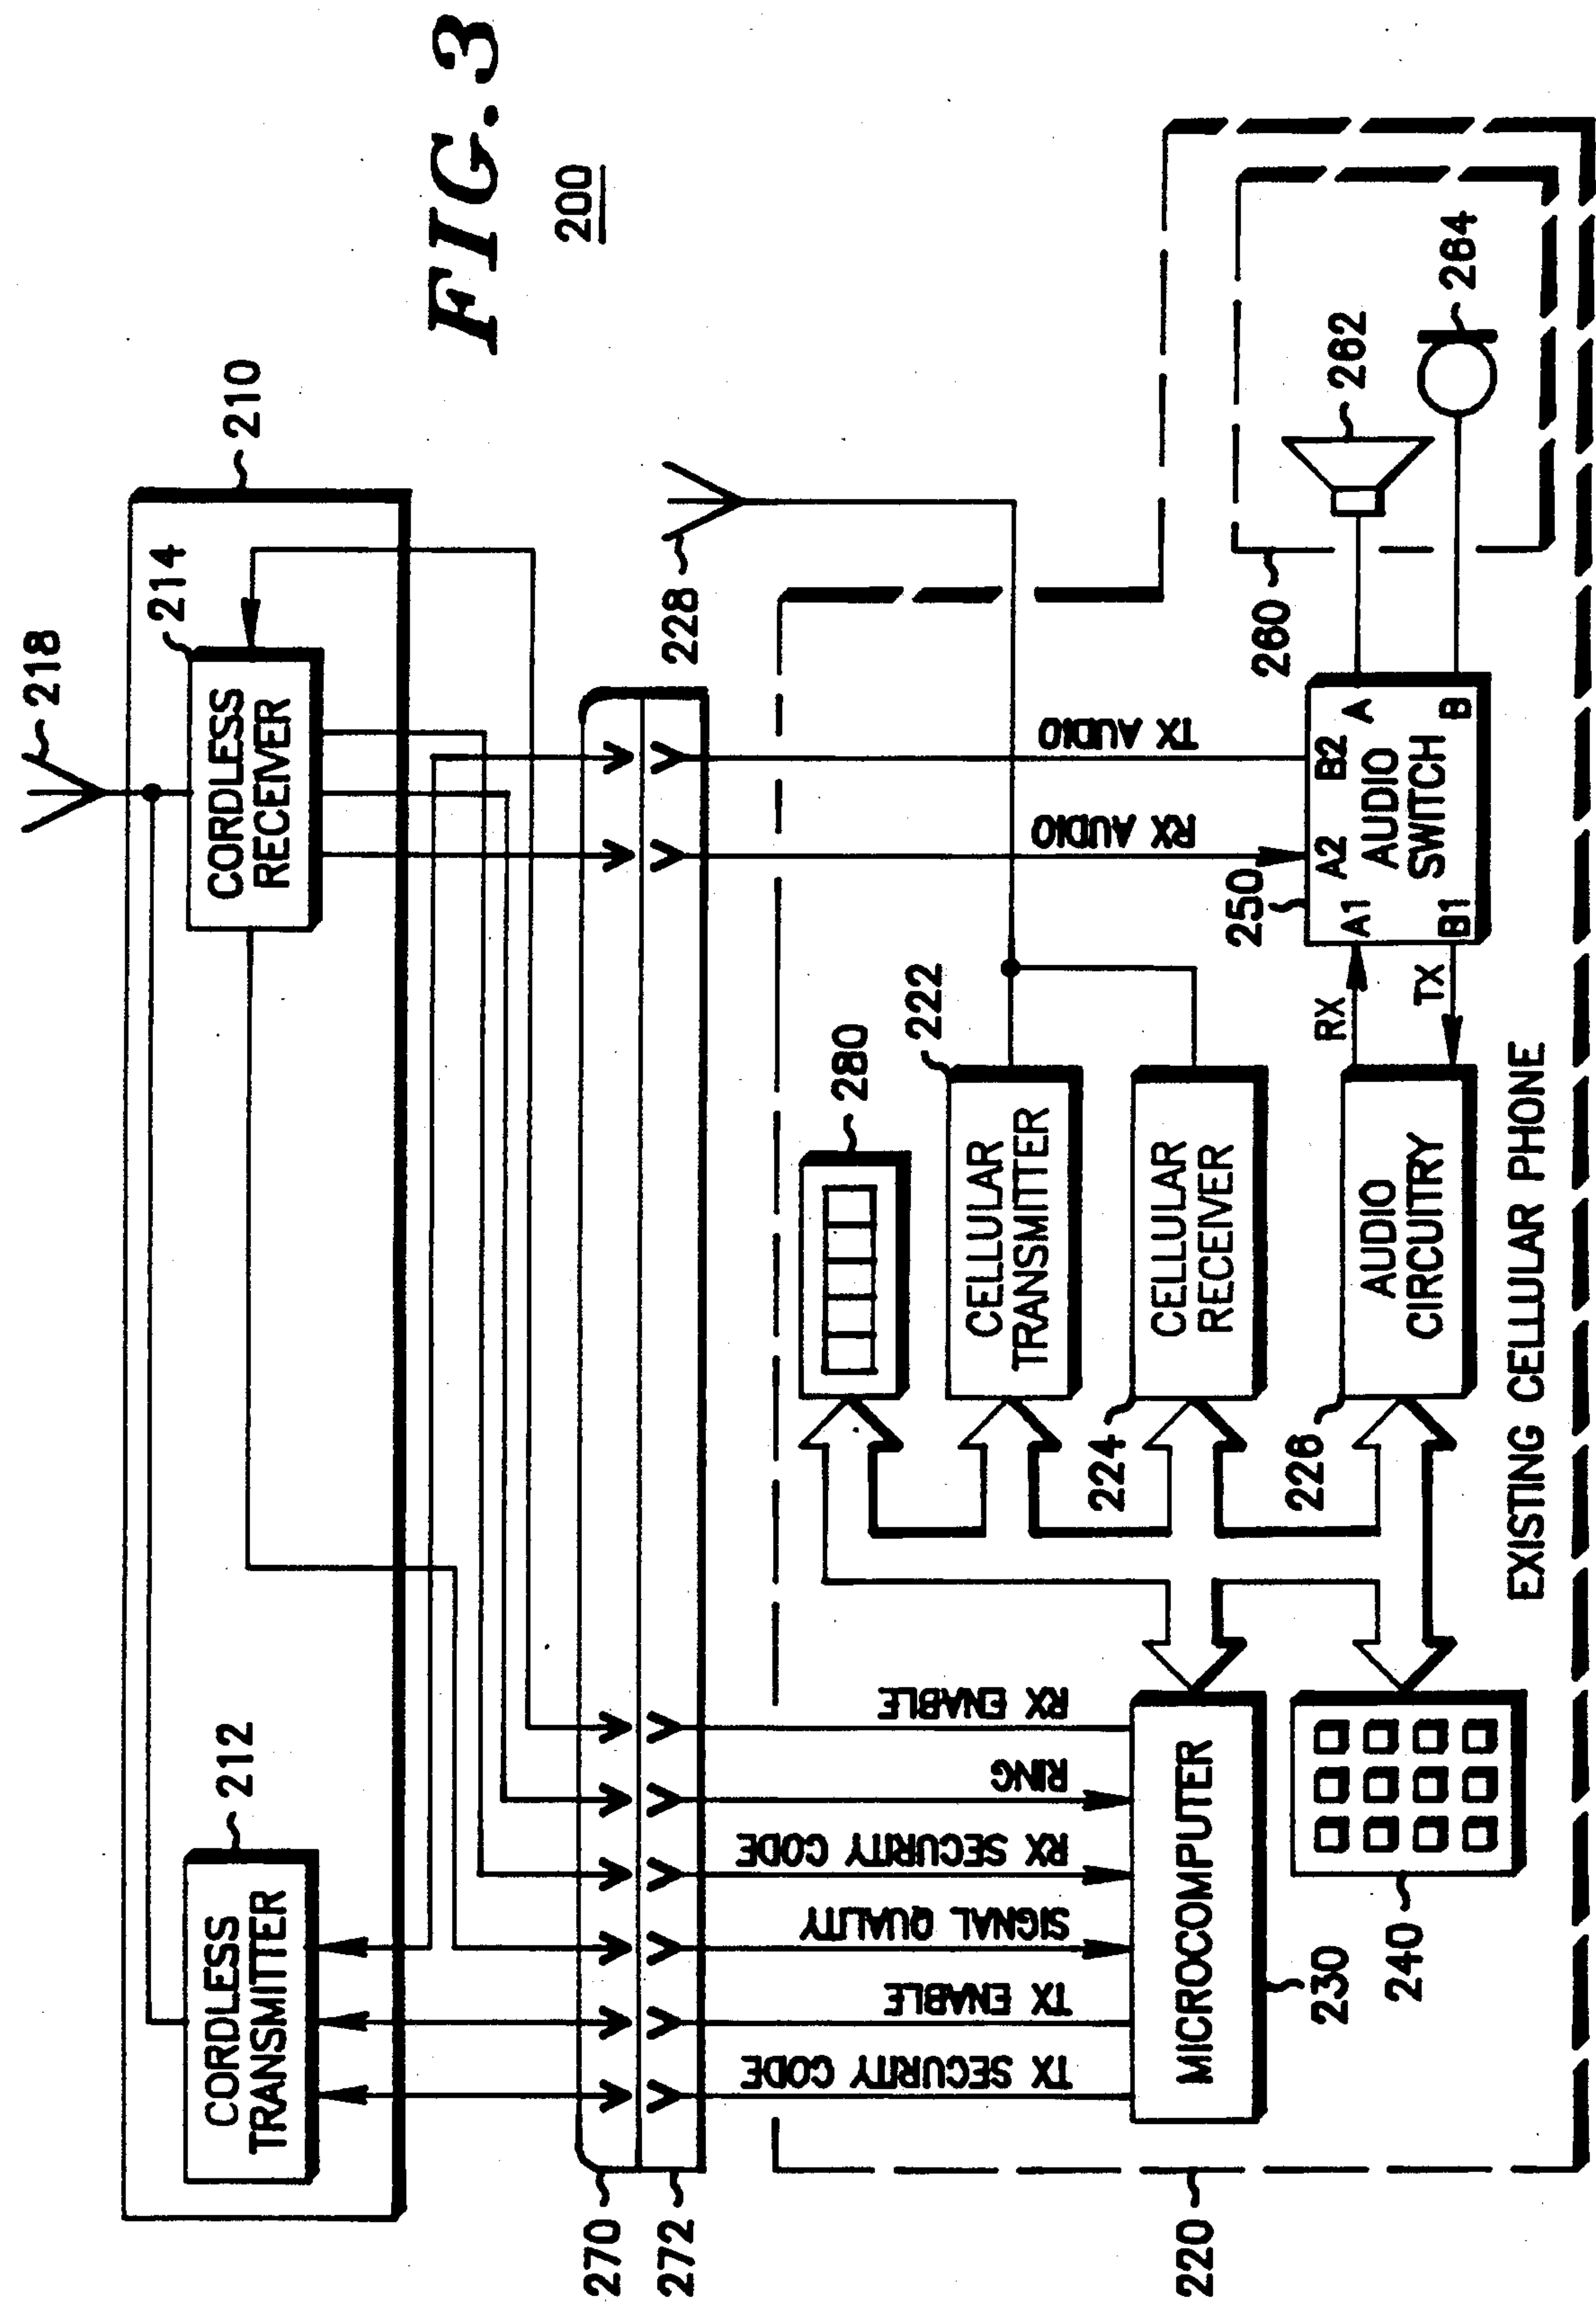 FIG. 3
200
218
210
214
212
CORDLESS
TRANSMITTER
CORDLESS
RECEIVER
270
272
228
TX SECURITY CODE
TX ENABLE
SIGNAL QUALITY
RX SECURITY CODE
RING
RX ENABLE
RX AUDIO
TX AUDIO
220
280
222
CELLULAR
TRANSMITTER
224
CELLULAR
RECEIVER
226
AUDIO
CIRCUITRY
RX
TX
250
A1
A2
B2
A
AUDIO
SWITCH
B1
B
260
262
264
MICROCOMPUTER
230
240
EXISTING CELLULAR PHONE